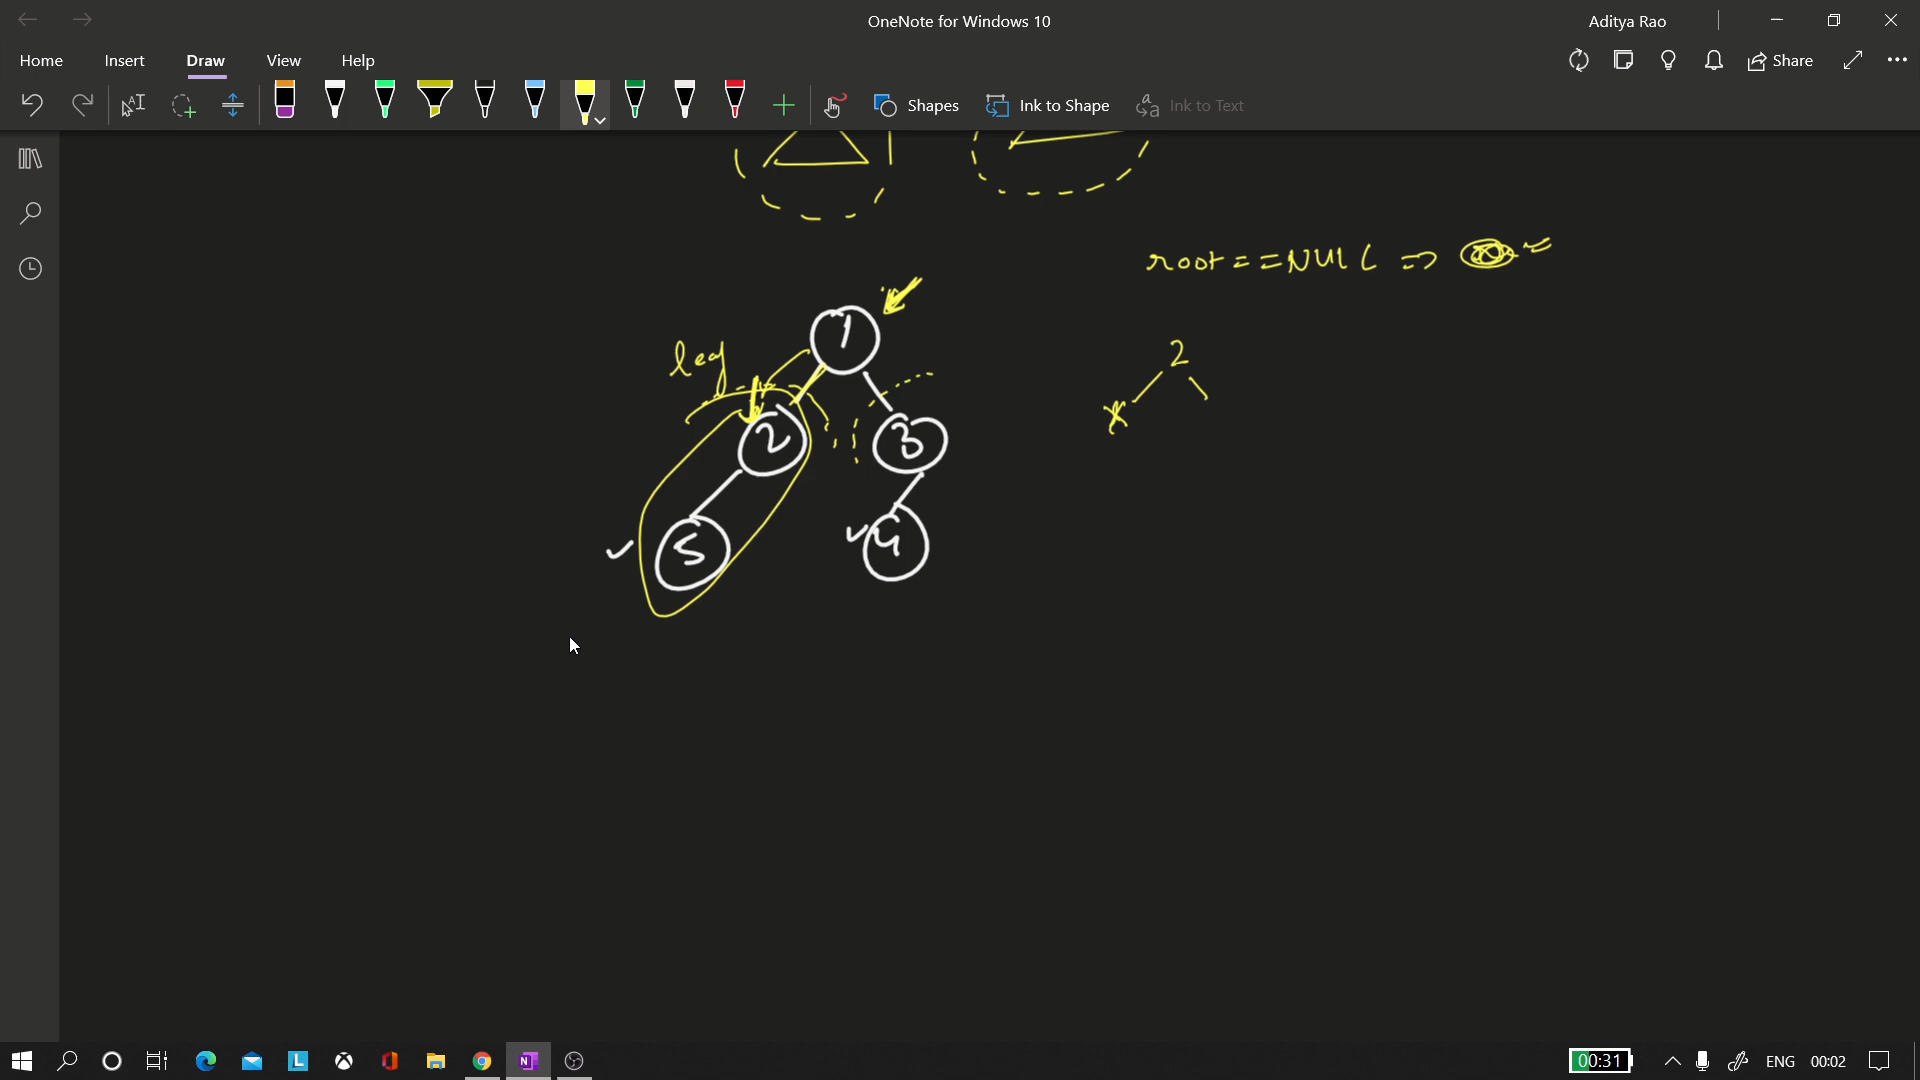 OneNote for Windows 10
Aditya Rao
Home Insert Draw View Help
Share
Shapes
Ink to Shape
Ink to Text
root==NULL =>
1
2
leaf
2
3
5
4
00:31
ENG
00:02